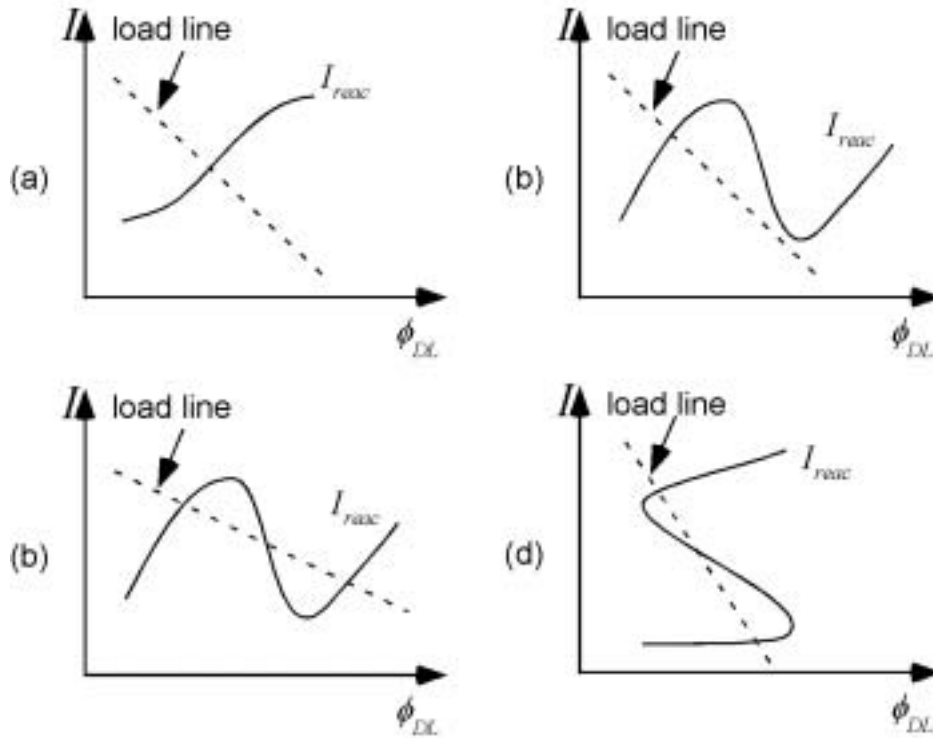 I load line
I_reac
(a)
ϕ_DL
I load line
I_reac
(b)
ϕ_DL
I load line
I_reac
(b)
ϕ_DL
I load line
I_reac
(d)
ϕ_DL